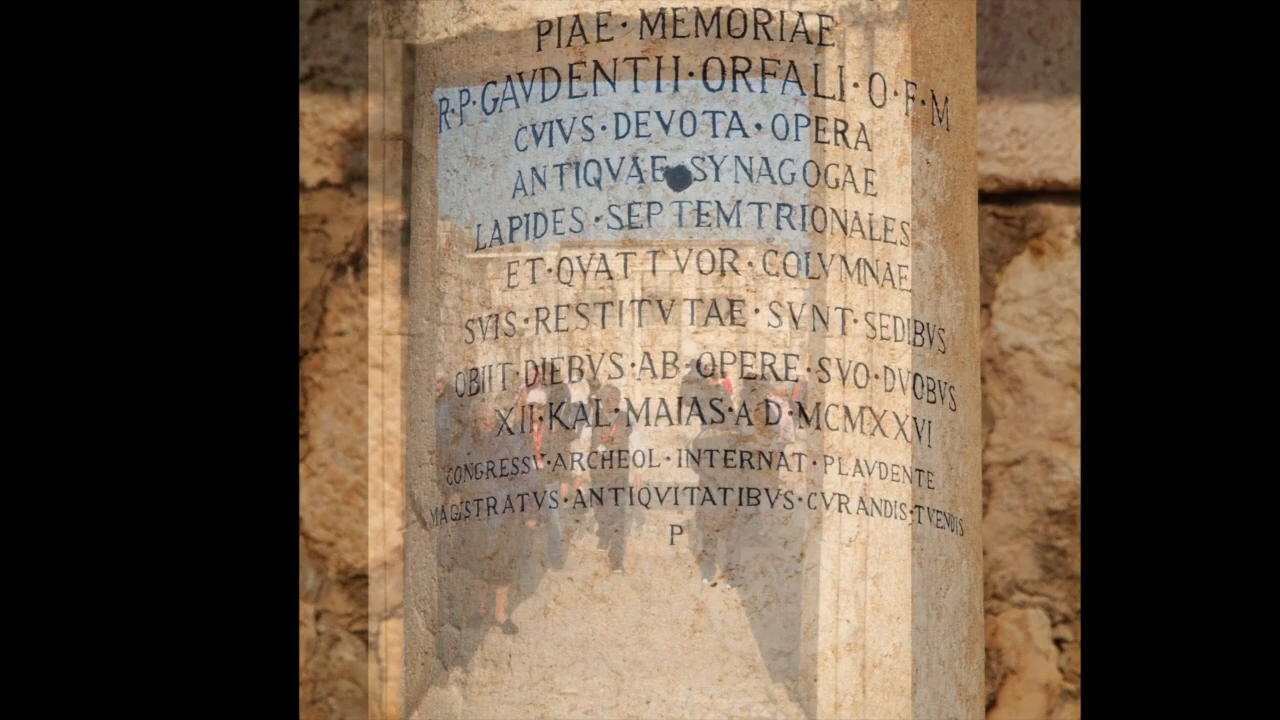 PIAE · MEMORIAE
R · P · GAVDENTII · ORFALI · O · F · M
CVIVS · DEVOTA · OPERA
ANTIQVAE SYNAGOGAE
LAPIDES · SEPTEMTRIONALES
ET · QVATTVOR · COLVMNAE
SVIS · RESTITVTAE · SVNT · SEDIBVS
OBIIT · DIEBVS · AB · OPERE · SVO · DVOBVS
XII · KAL · MAIAS · A D · MCMXXVI
CONGRESSV · ARCHEOL · INTERNAT · PLAVDENTE
MAGISTRATVS · ANTIQVITATIBVS · CVRANDIS · TVENDIS
P